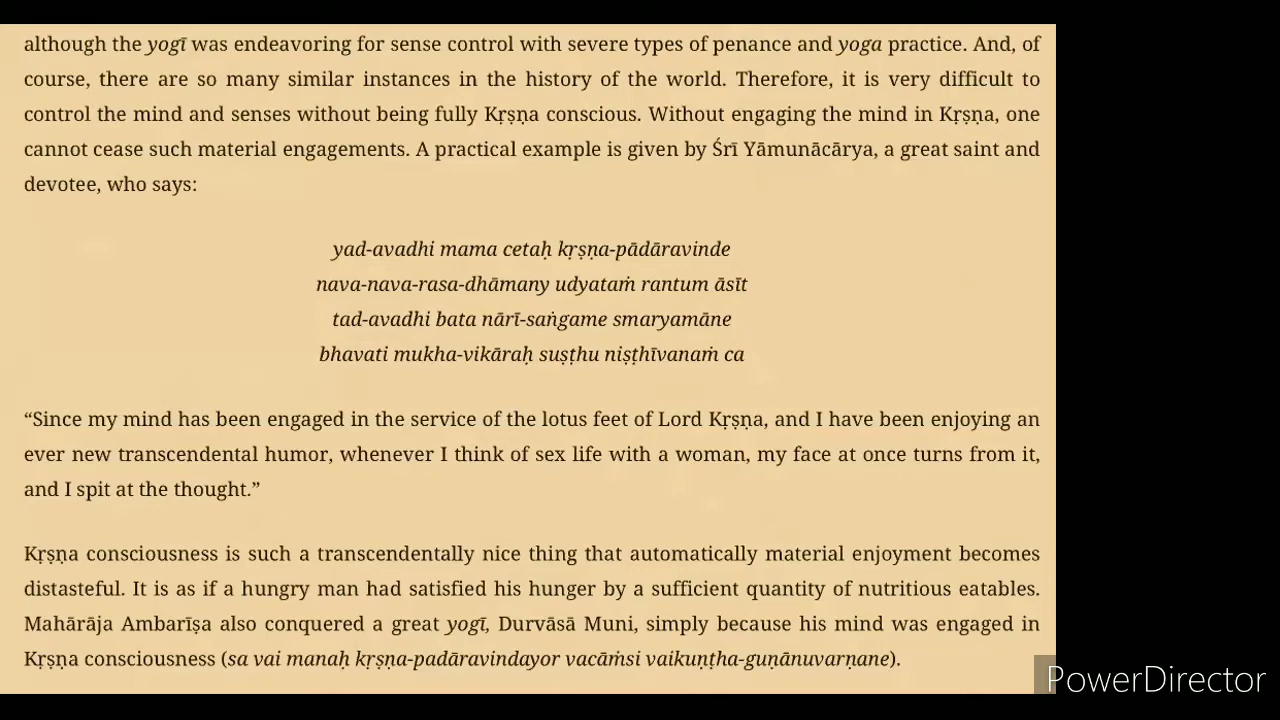 although the yogī was endeavoring for sense control with severe types of penance and yoga practice. And, of
course, there are so many similar instances in the history of the world. Therefore, it is very difficult to
control the mind and senses without being fully Kṛṣṇa conscious. Without engaging the mind in Kṛṣṇa, one
cannot cease such material engagements. A practical example is given by Śrī Yāmunācārya, a great saint and
devotee, who says:
yad-avadhi mama cetaḥ kṛṣṇa-pādāravinde
nava-nava-rasa-dhāmany udyataṁ rantum āsīt
tad-avadhi bata nārī-saṅgame smaryamāne
bhavati mukha-vikāraḥ suṣṭhu niṣṭhīvanaṁ ca
“Since my mind has been engaged in the service of the lotus feet of Lord Kṛṣṇa, and I have been enjoying an
ever new transcendental humor, whenever I think of sex life with a woman, my face at once turns from it,
and I spit at the thought.”
Kṛṣṇa consciousness is such a transcendentally nice thing that automatically material enjoyment becomes
distasteful. It is as if a hungry man had satisfied his hunger by a sufficient quantity of nutritious eatables.
Mahārāja Ambarīṣa also conquered a great yogī, Durvāsā Muni, simply because his mind was engaged in
Kṛṣṇa consciousness (sa vai manaḥ kṛṣṇa-padāravindayor vacāṁsi vaikuṇṭha-guṇānuvarṇane).
PowerDirector